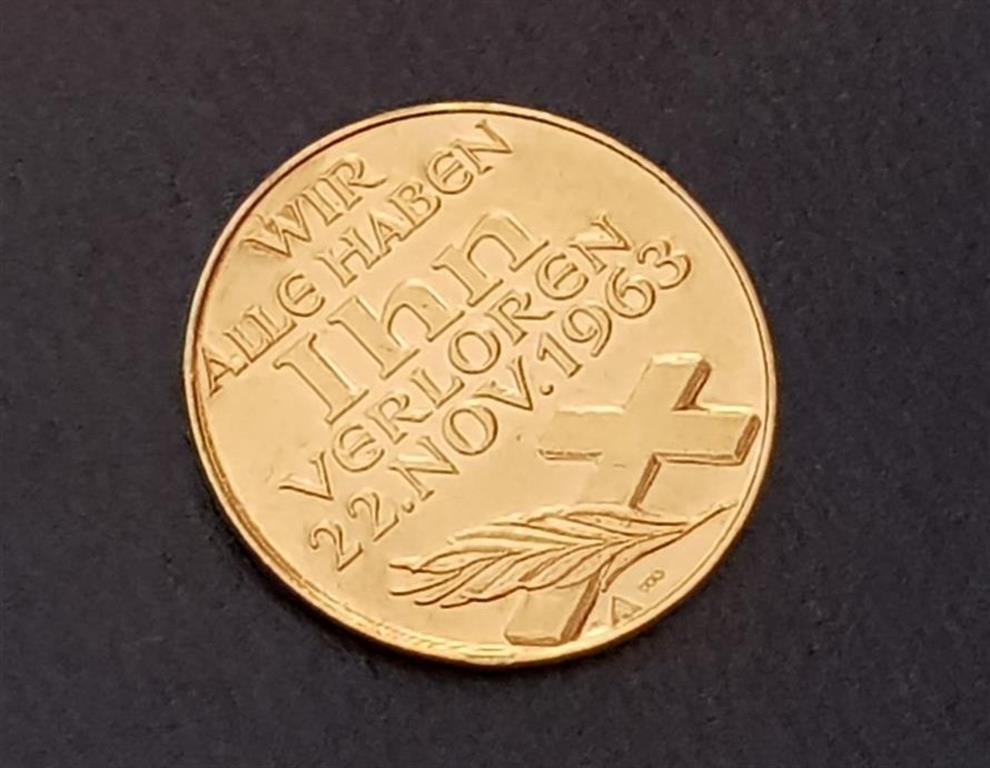 WIR
ALLE HABEN
Ihn
VERLOREN
22.NOV.1963